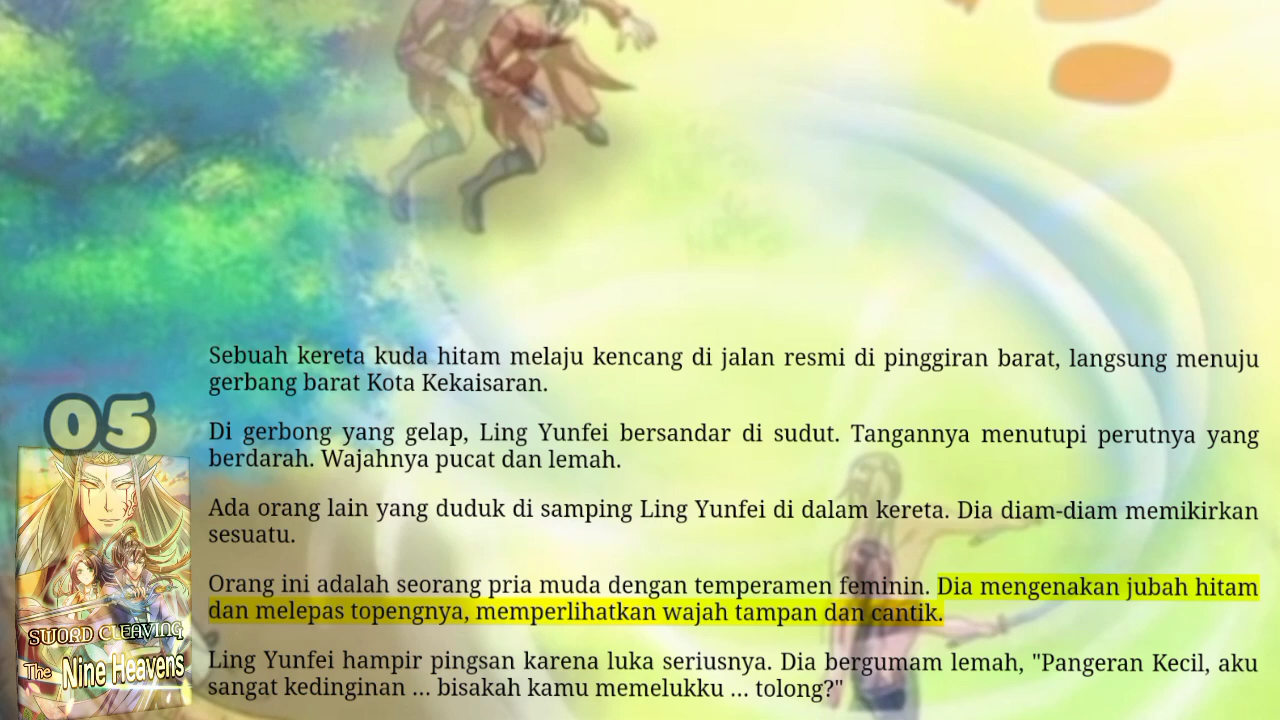 Sebuah kereta kuda hitam melaju kencang di jalan resmi di pinggiran barat, langsung menuju
gerbang barat Kota Kekaisaran.
Di gerbong yang gelap, Ling Yunfei bersandar di sudut. Tangannya menutupi perutnya yang
berdarah. Wajahnya pucat dan lemah.
Ada orang lain yang duduk di samping Ling Yunfei di dalam kereta. Dia diam-diam memikirkan
sesuatu.
Orang ini adalah seorang pria muda dengan temperamen feminin. Dia mengenakan jubah hitam
dan melepas topengnya, memperlihatkan wajah tampan dan cantik.
Ling Yunfei hampir pingsan karena luka seriusnya. Dia bergumam lemah, "Pangeran Kecil, aku
sangat kedinginan ... bisakah kamu memelukku ... tolong?"
05
SWORD CLEAVING
The Nine Heavens